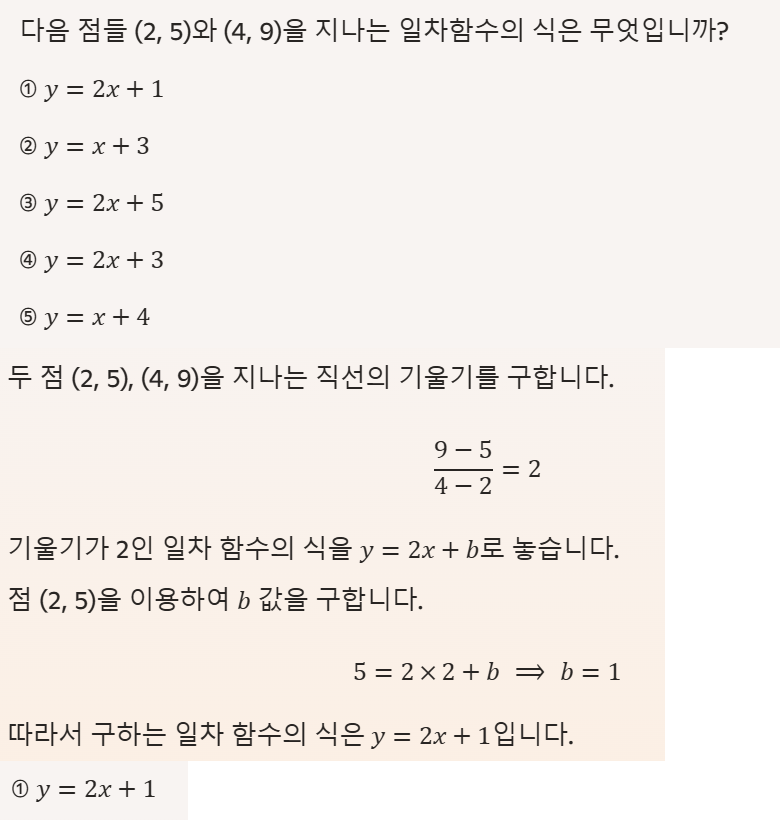 다음 점들 (2, 5)와 (4, 9)을 지나는 일차함수의 식은 무엇입니까?
① y = 2x + 1
② y = x + 3
③ y = 2x + 5
④ y = 2x + 3
⑤ y = x + 4
두 점 (2, 5), (4, 9)을 지나는 직선의 기울기를 구합니다.
9 − 5
4 − 2 = 2
기울기가 2인 일차 함수의 식을 y = 2x + b로 놓습니다.
점 (2, 5)을 이용하여 b 값을 구합니다.
5 = 2 × 2 + b ⟹ b = 1
따라서 구하는 일차 함수의 식은 y = 2x + 1입니다.
① y = 2x + 1